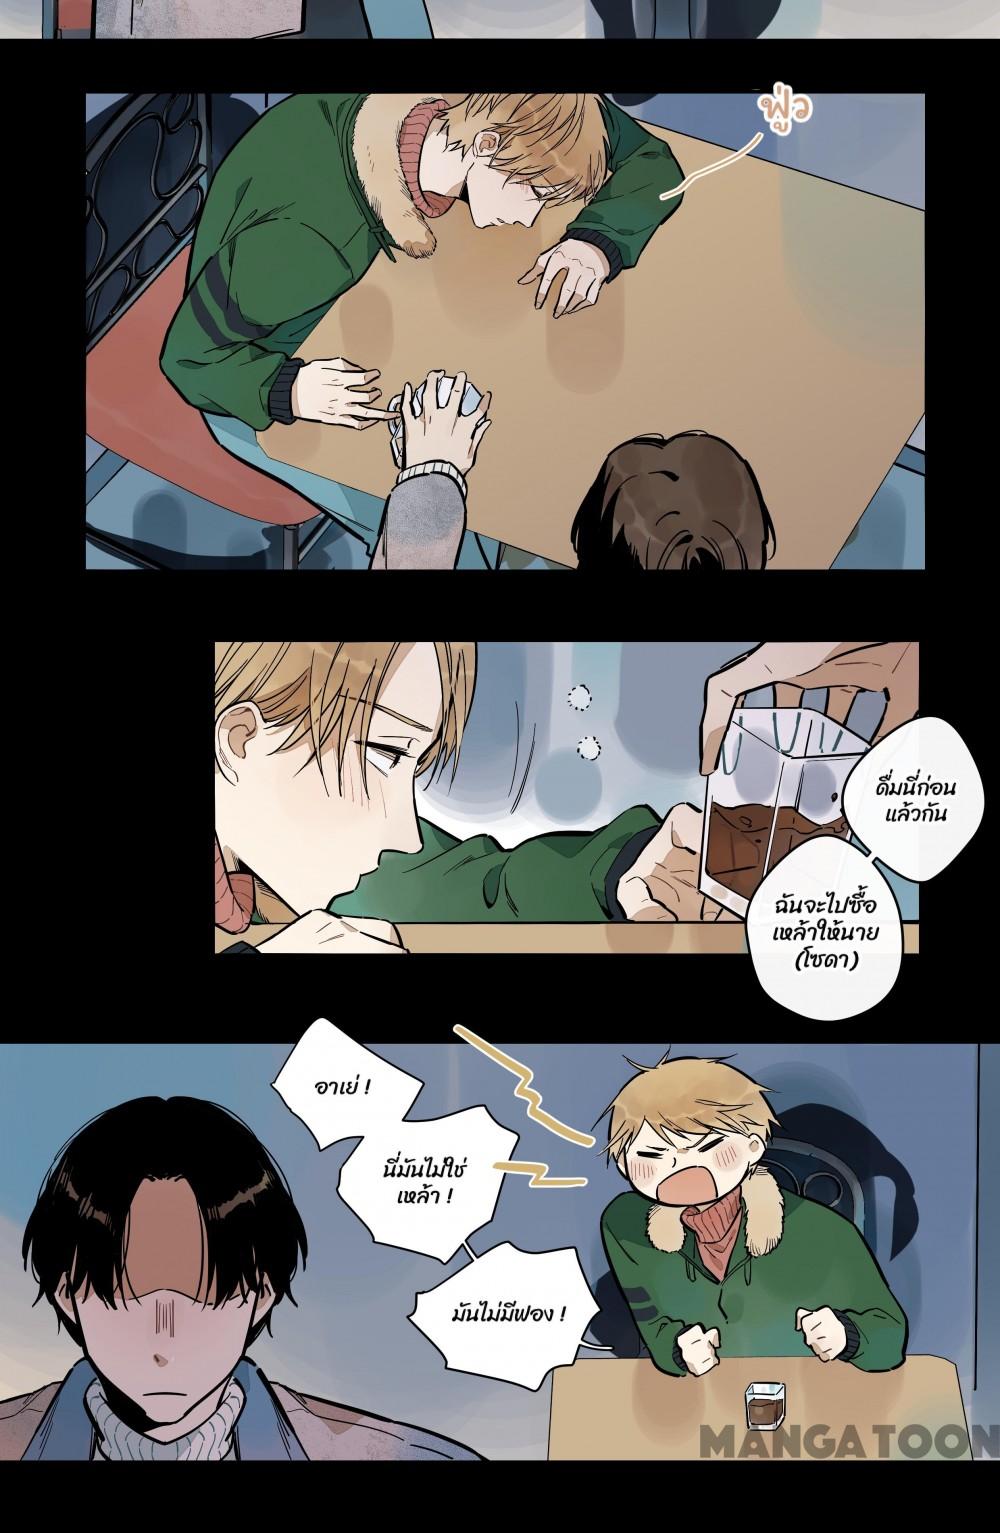 ฟู่ว
ดื่มนี่ก่อน
แล้วกัน
ฉันจะไปซื้อ
เหล้าให้นาย
(โซดา)
อาเย่ !
นี่มันไม่ใช่
เหล้า !
มันไม่มีฟอง !
MANGATOON